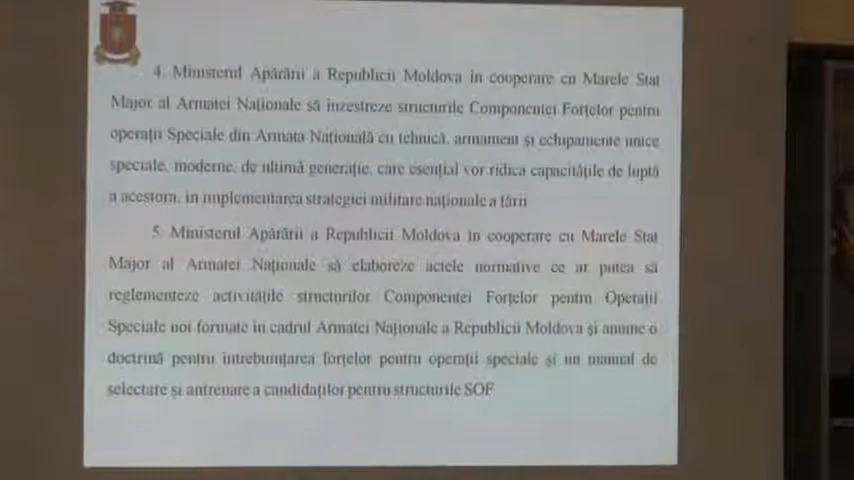 4. Ministerul Apărării a Republicii Moldova în cooperare cu Marele Stat
Major al Armatei Naționale să înzestreze structurile Componentei Forțelor pentru
operații Speciale din Armata Națională cu tehnică, armament și echipamente unice
speciale, moderne, de ultimă generație, care esențial vor ridica capacitățile de luptă
a acestora, în implementarea strategiei militare naționale a țării
5. Ministerul Apărării a Republicii Moldova în cooperare cu Marele Stat
Major al Armatei Naționale să elaboreze actele normative ce ar putea să
reglementeze activitățile structurilor Componentei Forțelor pentru Operații
Speciale noi formate în cadrul Armatei Naționale a Republicii Moldova și anume o
doctrină pentru întrebuințarea forțelor pentru operații speciale și un manual de
selectare și antrenare a candidaților pentru structurile SOF